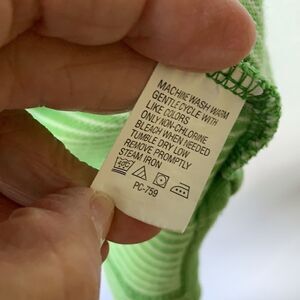 MACHINE WASH WARM
GENTLE CYCLE WITH
LIKE COLORS
ONLY NON-CHLORINE
BLEACH WHEN NEEDED
TUMBLE DRY LOW
REMOVE PROMPTLY
STEAM IRON
PC-759